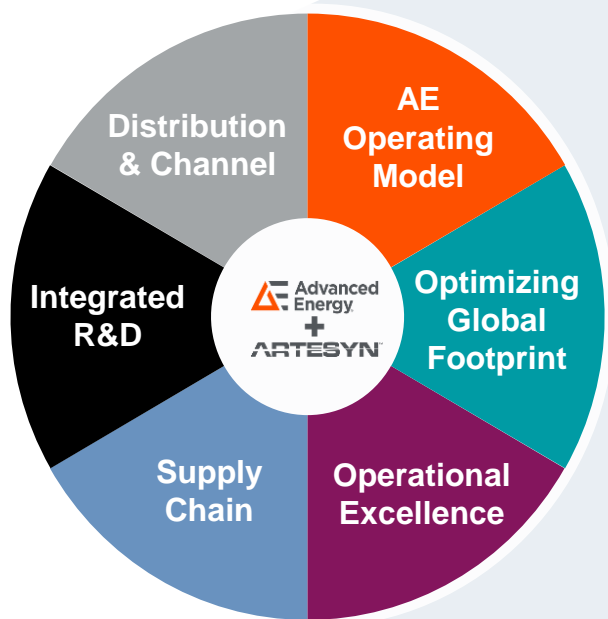 AE
Operating
Model
Optimizing
Global
Footprint
Operational
Excellence
Supply
Chain
Integrated
R&D
Distribution
& Channel
Advanced
Energy
+
ARTESYN